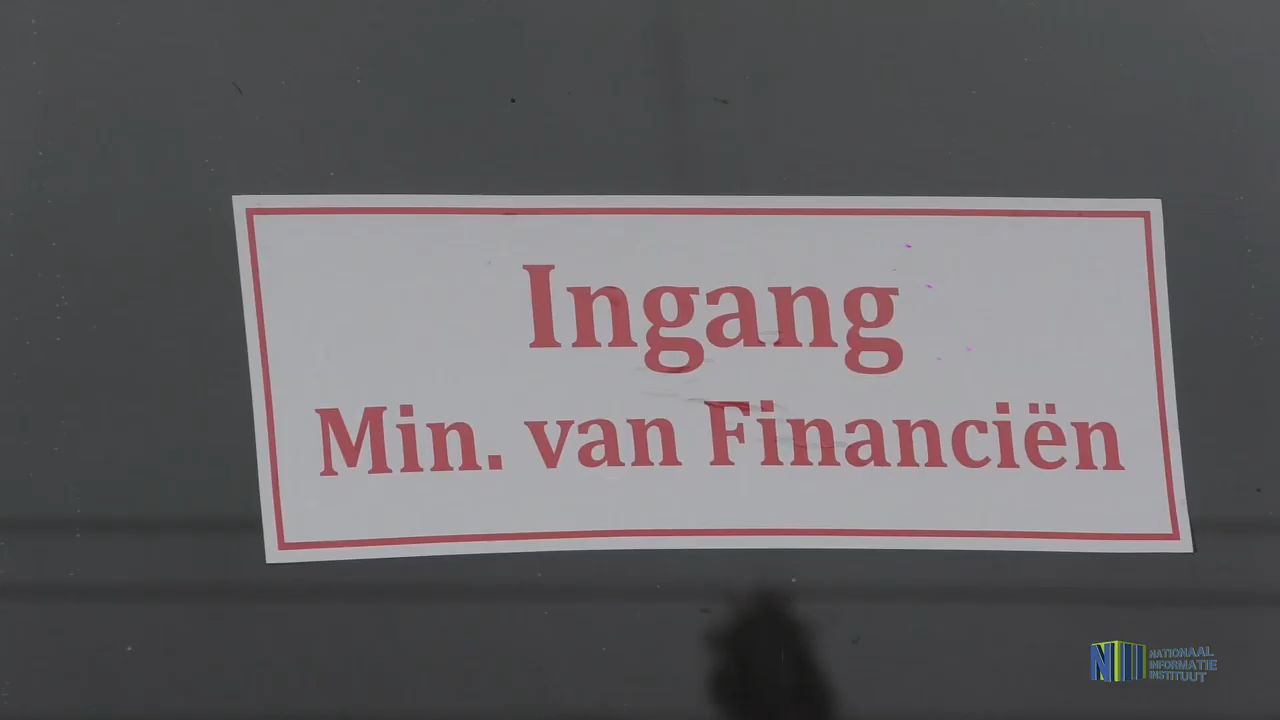 Ingang
Min. van Financiën
NATIONAAL
INFORMATIE
INSTITUUT